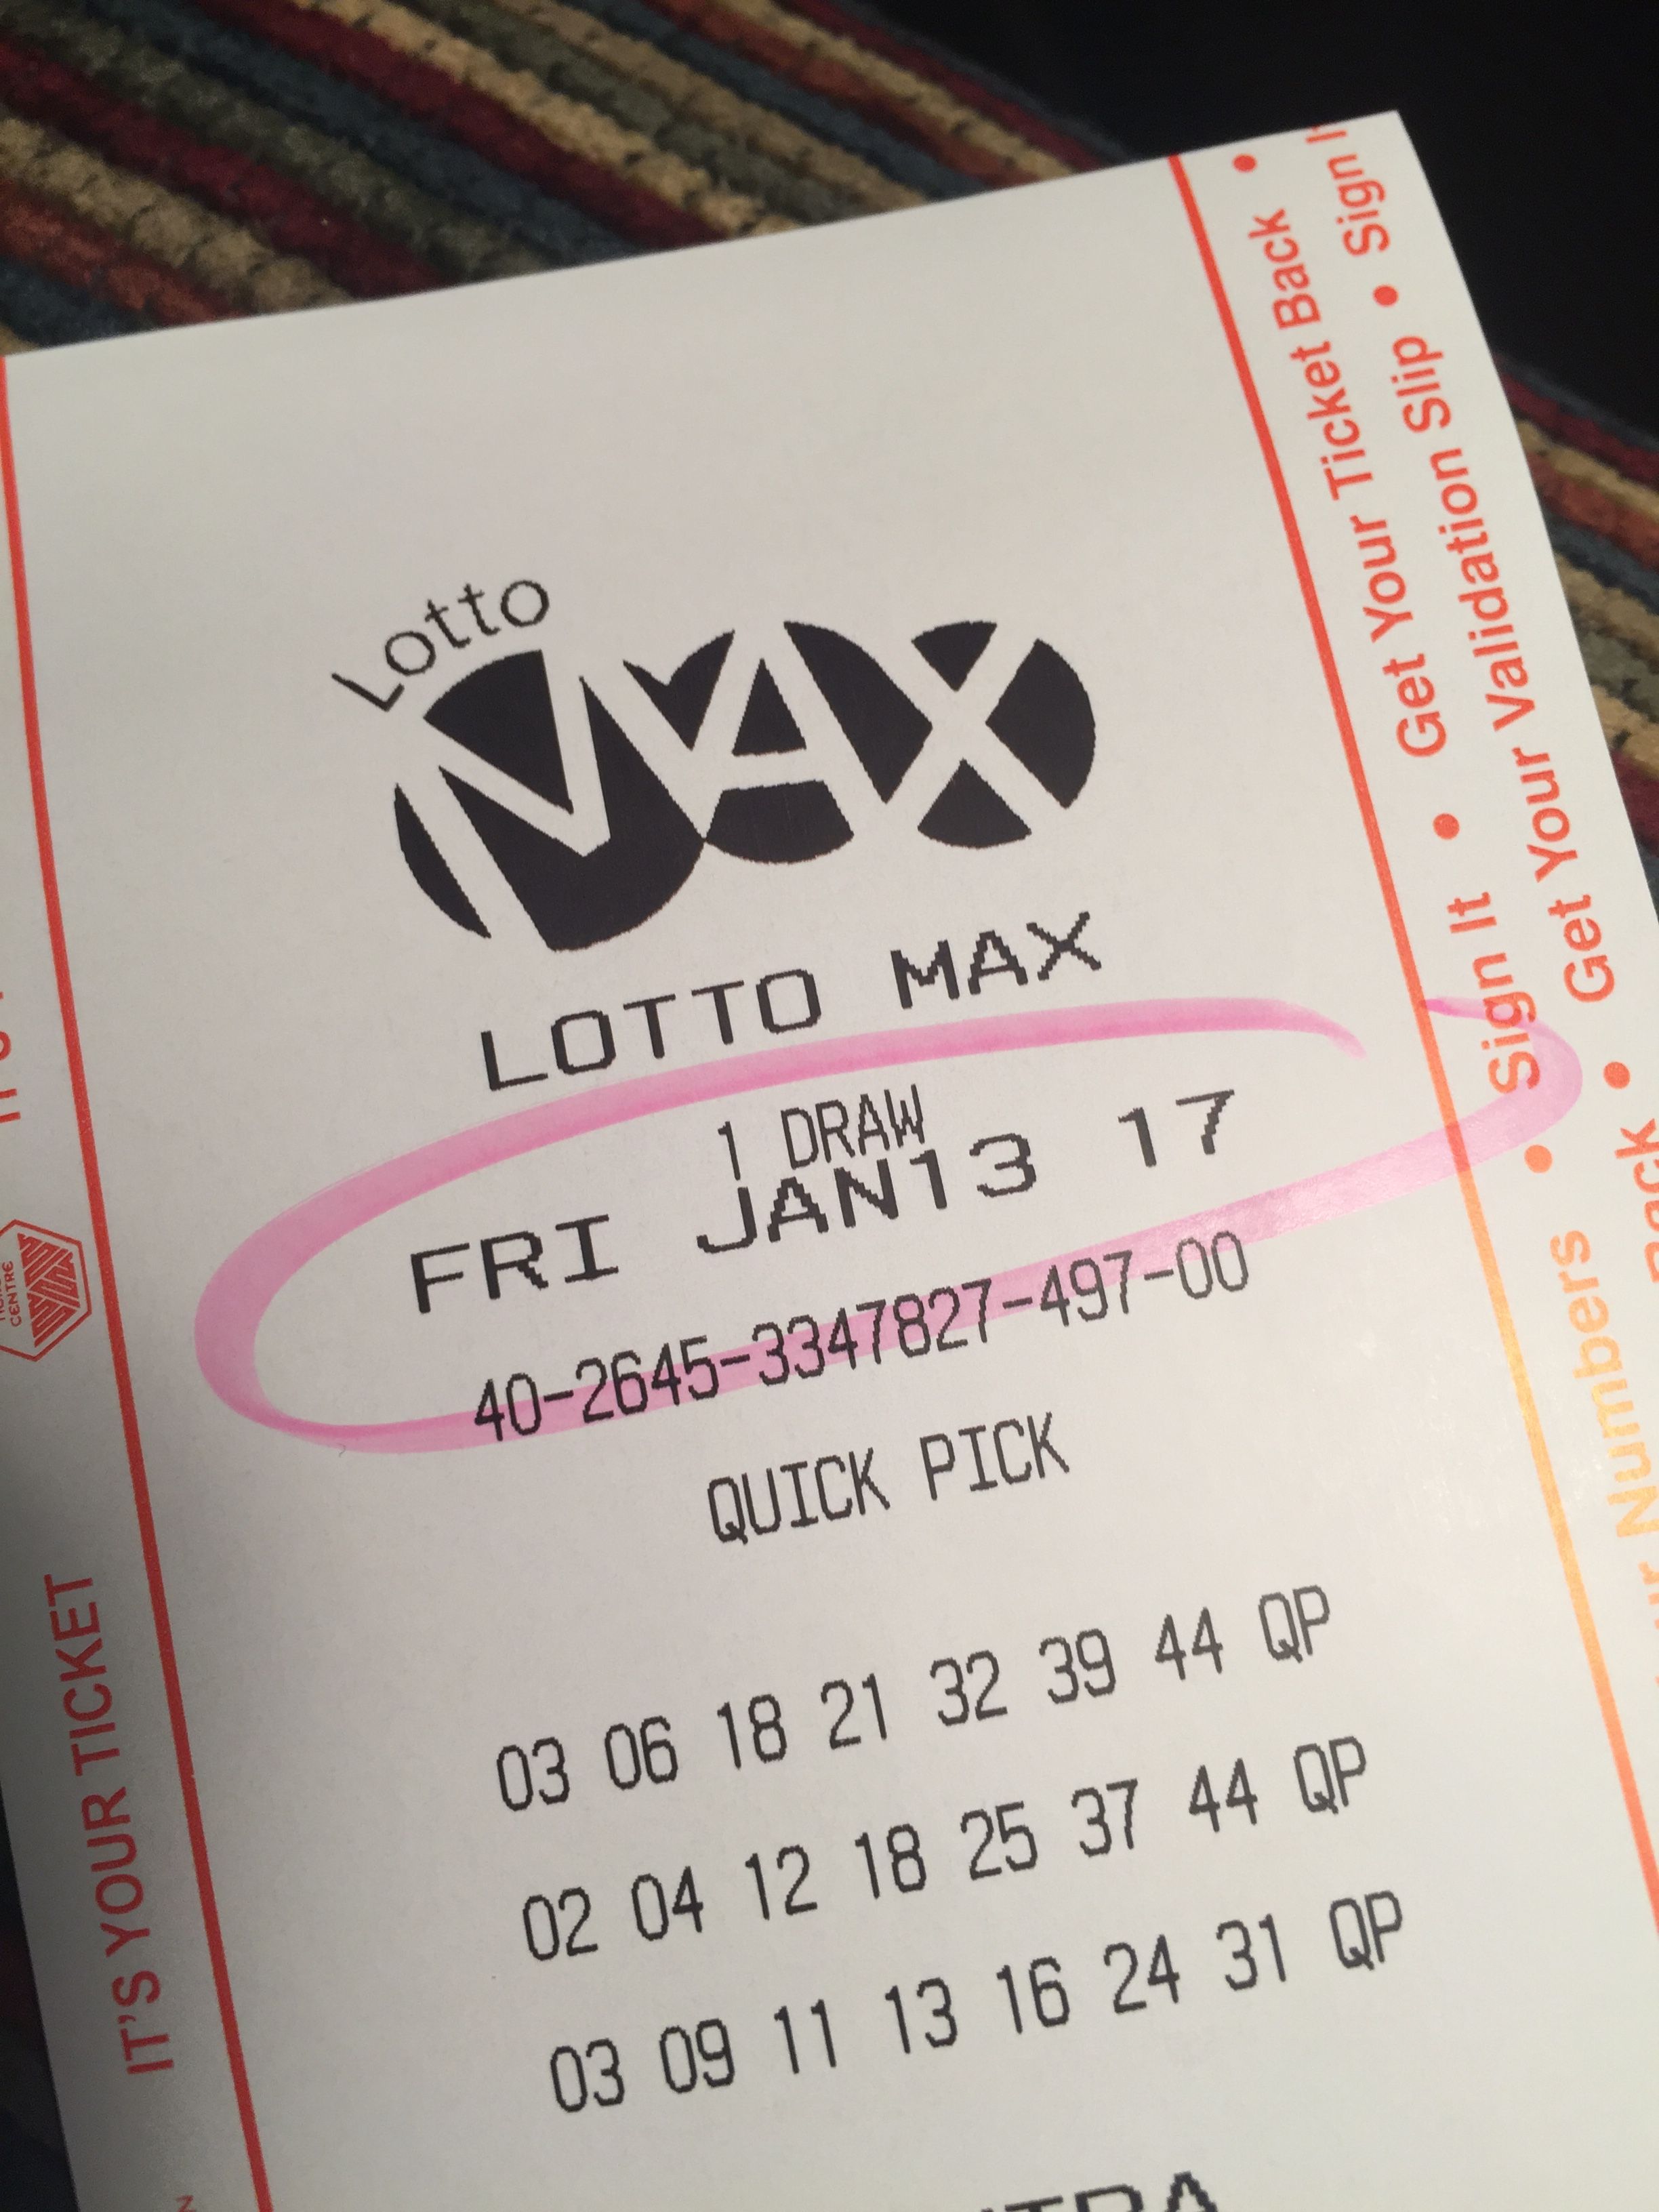 Lotto
MAX
LOTTO MAX
1 DRAW
FRI JAN13 17
40-2645-3347827-497-00
QUICK PICK
03 06 18 21 32 39 44 QP
02 04 12 18 25 37 44 QP
03 09 11 13 16 24 31 QP
IT'S YOUR TICKET
CENTRE
Sign It • Get Your Ticket Back •
Numbers • Get Your Validation Slip • Sign